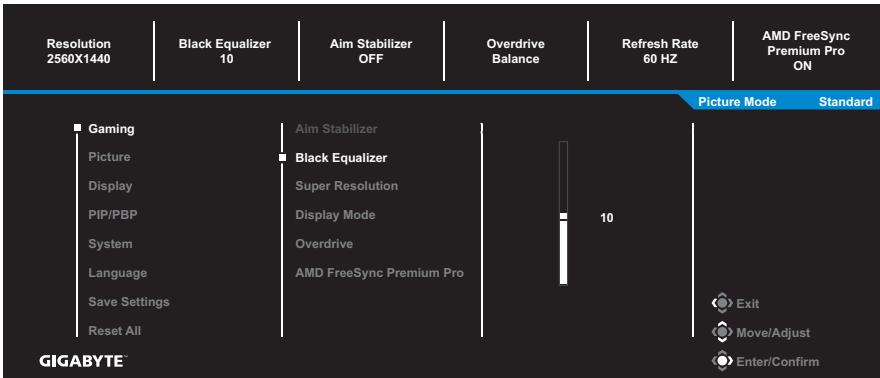 Resolution
2560X1440
Black Equalizer
10
Aim Stabilizer
OFF
Overdrive
Balance
Refresh Rate
60 HZ
AMD FreeSync
Premium Pro
ON
Picture Mode Standard
Gaming
Picture
Display
PIP/PBP
System
Language
Save Settings
Reset All
Aim Stabilizer
Black Equalizer
Super Resolution
Display Mode
Overdrive
AMD FreeSync Premium Pro
10
Exit
Move/Adjust
Enter/Confirm
GIGABYTE™